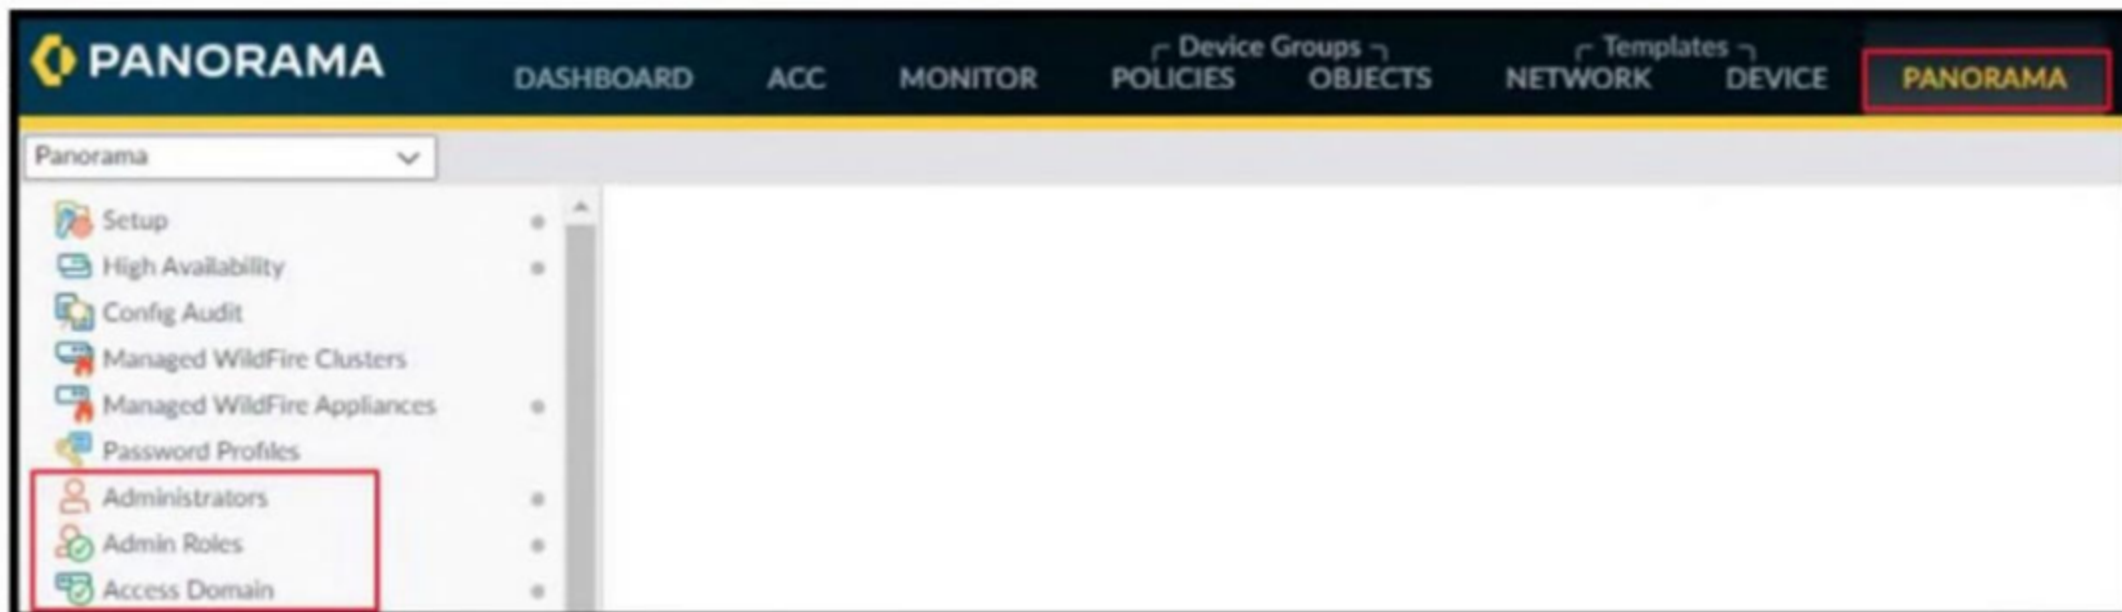 PANORAMA
Device Groups
Templates
DASHBOARD ACC MONITOR POLICIES OBJECTS NETWORK DEVICE PANORAMA
Panorama
Setup
High Availability
Config Audit
Managed WildFire Clusters
Managed WildFire Appliances
Password Profiles
Administrators
Admin Roles
Access Domain